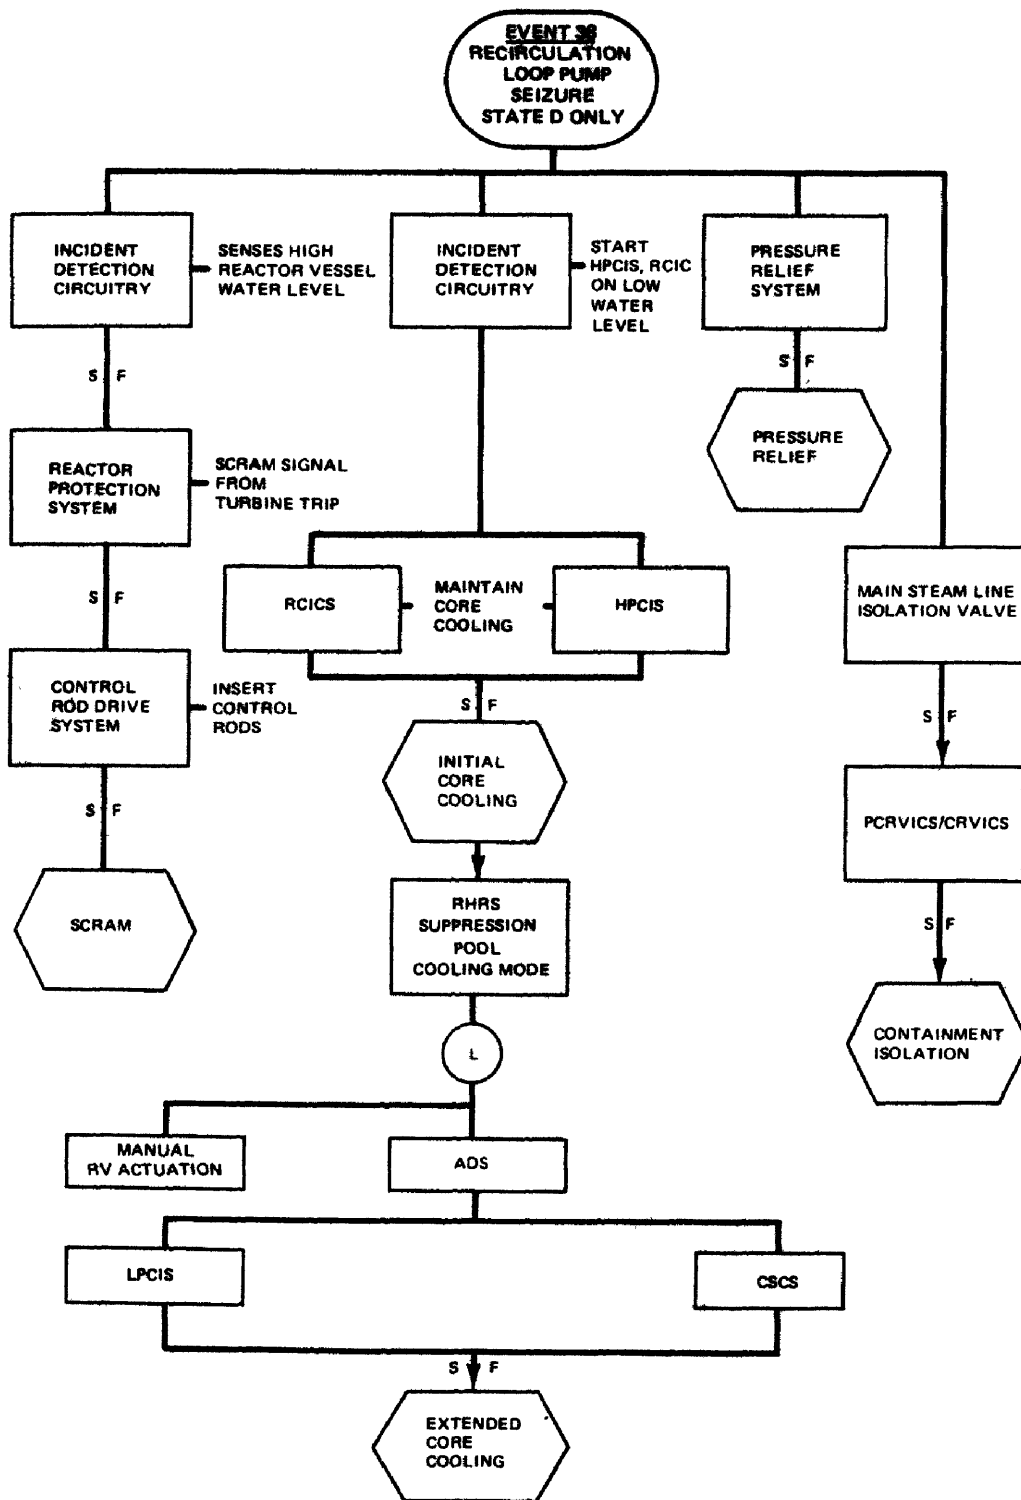 EVENT 36
RECIRCULATION
LOOP PUMP
SEIZURE
STATE D ONLY
INCIDENT
DETECTION
CIRCUITRY
SENSES HIGH
REACTOR VESSEL
WATER LEVEL
INCIDENT
DETECTION
CIRCUITRY
START
HPCIS, RCIC
ON LOW
WATER
LEVEL
PRESSURE
RELIEF
SYSTEM
S F
S F
PRESSURE
RELIEF
REACTOR
PROTECTION
SYSTEM
SCRAM SIGNAL
FROM
TURBINE TRIP
S F
RCICS
MAINTAIN
CORE
COOLING
HPCIS
MAIN STEAM LINE
ISOLATION VALVE
CONTROL
ROD DRIVE
SYSTEM
INSERT
CONTROL
RODS
S F
S F
S F
INITIAL
CORE
COOLING
PCRVICS/CRVICS
SCRAM
RHRS
SUPPRESSION
POOL
COOLING MODE
S F
L
CONTAINMENT
ISOLATION
MANUAL
RV ACTUATION
ADS
LPCIS
CSCS
S F
EXTENDED
CORE
COOLING